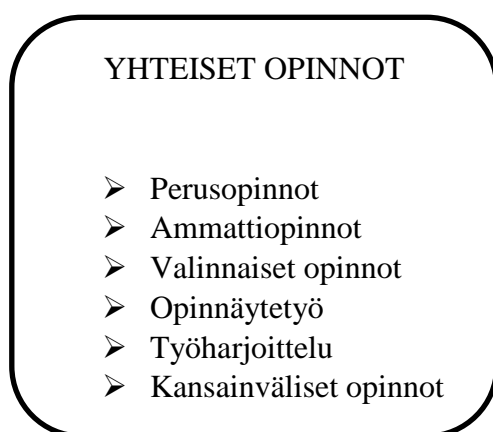 YHTEISET OPINNOT
➢ Perusopinnot
➢ Ammattiopinnot
➢ Valinnaiset opinnot
➢ Opinnäytetyö
➢ Työharjoittelu
➢ Kansainväliset opinnot